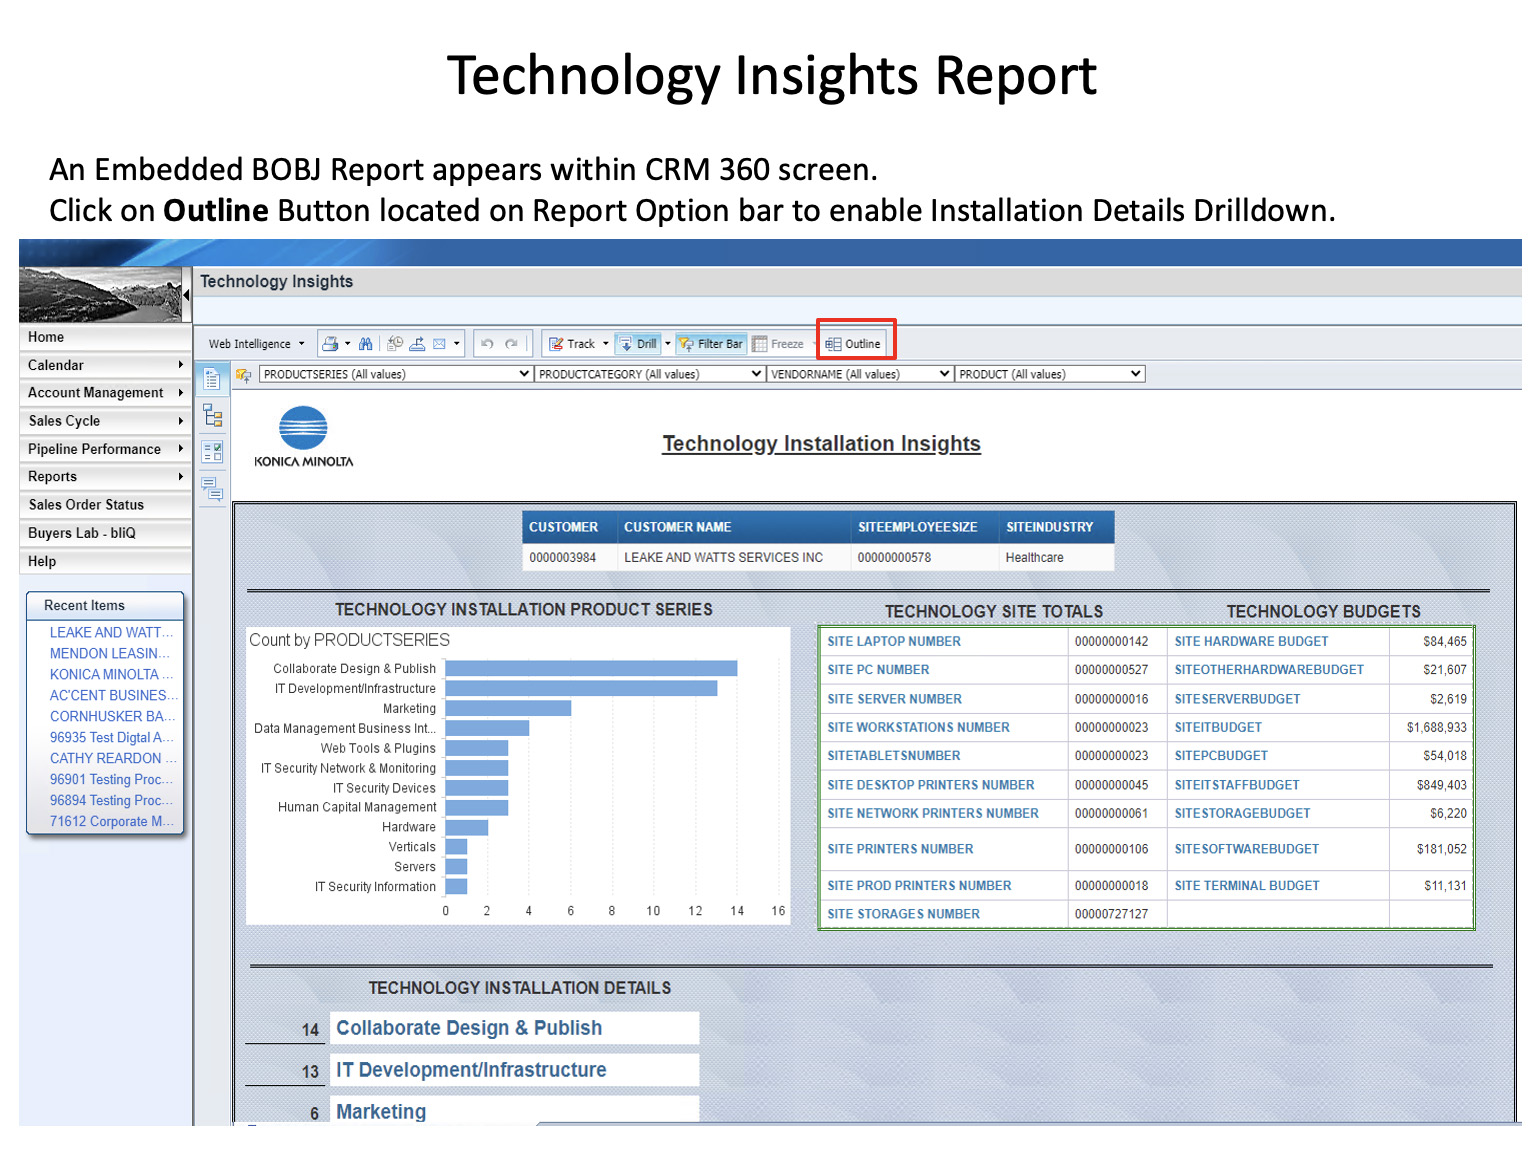 Technology Insights Report
An Embedded BOBJ Report appears within CRM 360 screen.
Click on Outline Button located on Report Option bar to enable Installation Details Drilldown.
Technology Insights
Home
Calendar
Account Management
Sales Cycle
Pipeline Performance
Reports
Sales Order Status
Buyers Lab - bliQ
Help
Recent Items
LEAKE AND WATT...
MENDON LEASIN...
KONICA MINOLTA ...
AC'CENT BUSINES...
CORNHUSKER BA...
96935 Test Digtal A...
CATHY REARDON ...
96901 Testing Proc...
96894 Testing Proc...
71612 Corporate M...
Web Intelligence Track Drill Filter Bar Freeze Outline
PRODUCTSERIES (All values) PRODUCTCATEGORY (All values) VENDORNAME (All values) PRODUCT (All values)
KONICA MINOLTA
Technology Installation Insights
CUSTOMER CUSTOMER NAME SITEEMPLOYEESIZE SITEINDUSTRY
0000003984 LEAKE AND WATTS SERVICES INC 00000000578 Healthcare
TECHNOLOGY INSTALLATION PRODUCT SERIES
Count by PRODUCTSERIES
Collaborate Design & Publish
IT Development/Infrastructure
Marketing
Data Management Business Int...
Web Tools & Plugins
IT Security Network & Monitoring
IT Security Devices
Human Capital Management
Hardware
Verticals
Servers
IT Security Information
0 2 4 6 8 10 12 14 16
TECHNOLOGY SITE TOTALS TECHNOLOGY BUDGETS
SITE LAPTOP NUMBER 00000000142 SITE HARDWARE BUDGET $84,465
SITE PC NUMBER 00000000527 SITEOTHERHARDWAREBUDGET $21,607
SITE SERVER NUMBER 00000000016 SITESERVERBUDGET $2,619
SITE WORKSTATIONS NUMBER 00000000023 SITEITBUDGET $1,688,933
SITETABLETSNUMBER 00000000023 SITEPCBUDGET $54,018
SITE DESKTOP PRINTERS NUMBER 00000000045 SITEITSTAFFBUDGET $849,403
SITE NETWORK PRINTERS NUMBER 00000000061 SITESTORAGEBUDGET $6,220
SITE PRINTERS NUMBER 00000000106 SITESOFTWAREBUDGET $181,052
SITE PROD PRINTERS NUMBER 00000000018 SITE TERMINAL BUDGET $11,131
SITE STORAGES NUMBER 00000727127
TECHNOLOGY INSTALLATION DETAILS
14 Collaborate Design & Publish
13 IT Development/Infrastructure
6 Marketing